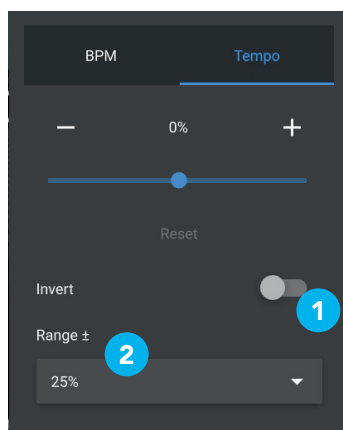 BPM Tempo
− 0% +
Reset
Invert
1
Range ±
2
25%